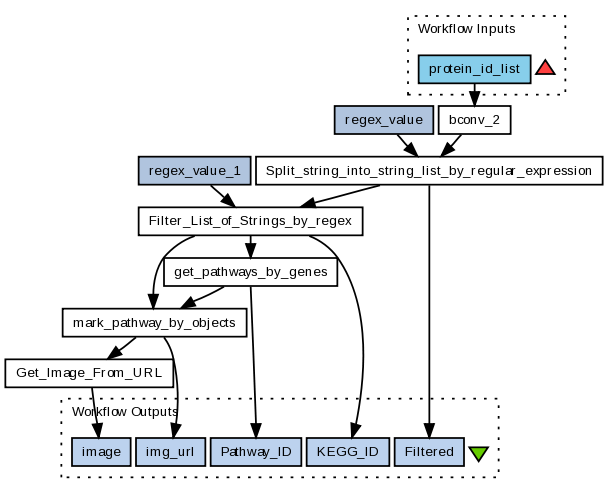 Workflow Inputs
protein_id_list
regex_value
bconv_2
regex_value_1
Split_string_into_string_list_by_regular_expression
Filter_List_of_Strings_by_regex
get_pathways_by_genes
mark_pathway_by_objects
Get_Image_From_URL
Workflow Outputs
image
img_url
Pathway_ID
KEGG_ID
Filtered